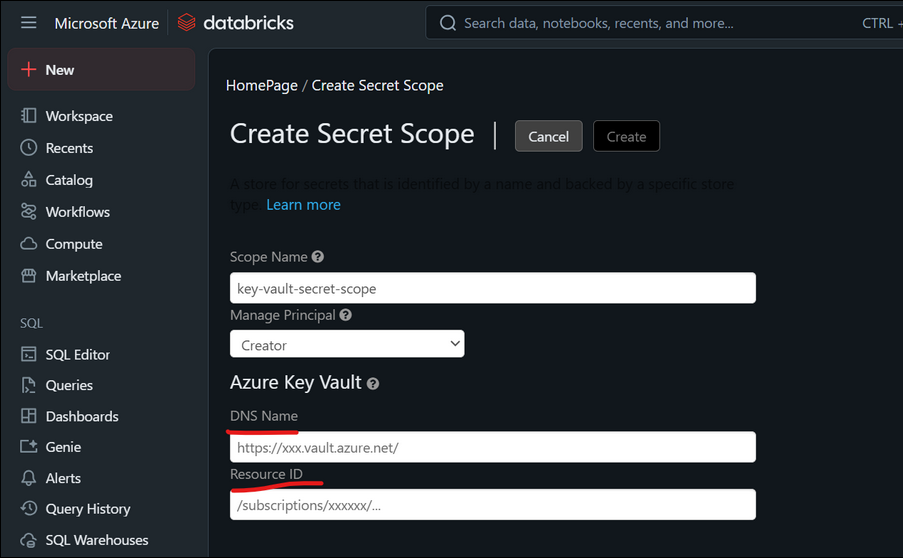 Microsoft Azure databricks Search data, notebooks, recents, and more... CTRL +
New
HomePage / Create Secret Scope
Workspace
Create Secret Scope | Cancel Create
Recents
Catalog
A store for secrets that is identified by a name and backed by a specific store
type. Learn more
Workflows
Compute
Scope Name ?
Marketplace
key-vault-secret-scope
Manage Principal ?
SQL
Creator
SQL Editor
Queries
Azure Key Vault ?
Dashboards
DNS Name
Genie
https://xxx.vault.azure.net/
Alerts
Resource ID
Query History
/subscriptions/xxxxxx/...
SQL Warehouses